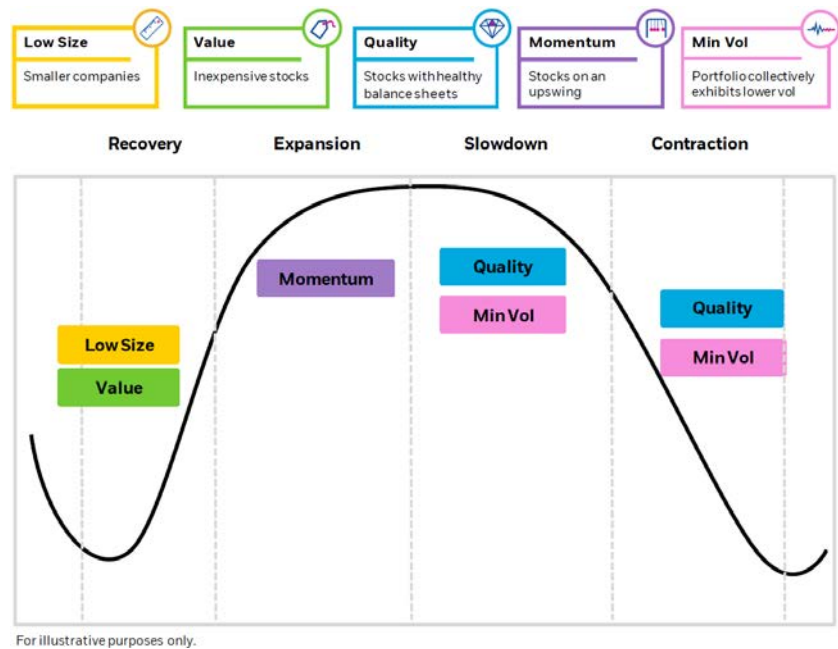 Low Size
Smaller companies
Value
Inexpensive stocks
Quality
Stocks with healthy
balance sheets
Momentum
Stocks on an
upswing
Min Vol
Portfolio collectively
exhibits lower vol
Recovery
Expansion
Slowdown
Contraction
Low Size
Value
Momentum
Quality
Min Vol
Quality
Min Vol
For illustrative purposes only.